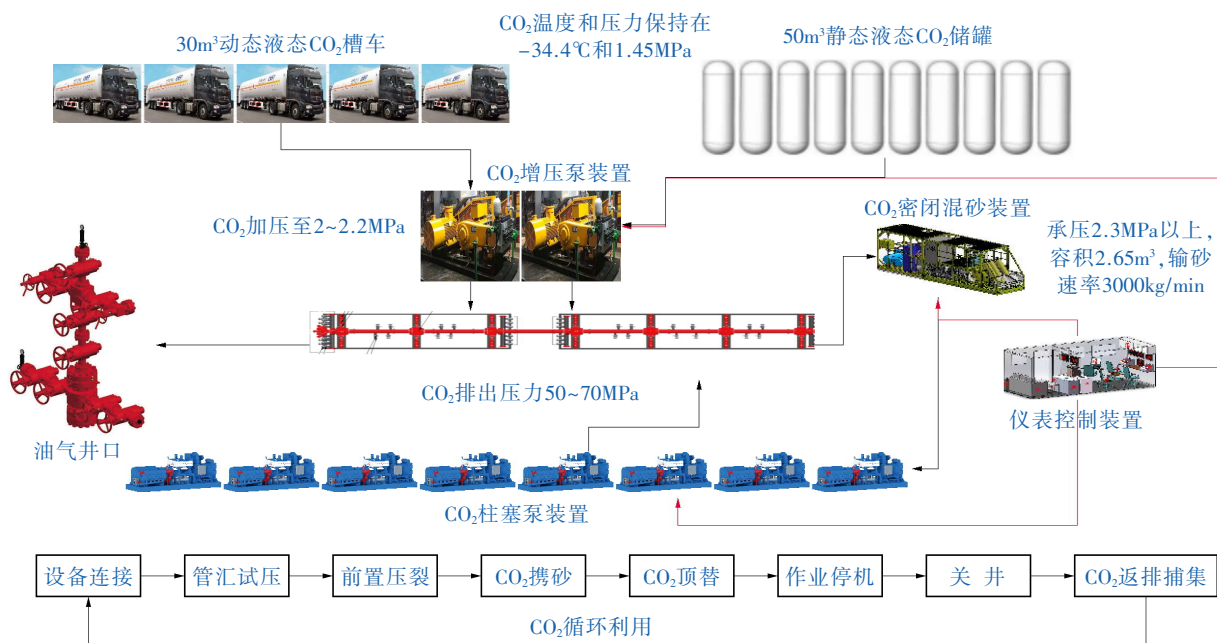 30m³动态液态CO₂槽车
CO₂温度和压力保持在
-34.4℃和1.45MPa
50m³静态液态CO₂储罐
CO₂增压泵装置
CO₂加压至2~2.2MPa
CO₂密闭混砂装置
承压2.3MPa以上，
容积2.65m³,输砂
速率3000kg/min
CO₂排出压力50~70MPa
仪表控制装置
油气井口
CO₂柱塞泵装置
设备连接
管汇试压
前置压裂
CO₂携砂
CO₂顶替
作业停机
关 井
CO₂返排捕集
CO₂循环利用